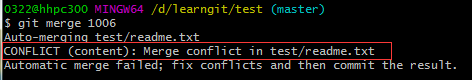 0322@hhpc300 MINGW64 /d/learngit/test (master)
$ git merge 1006
Auto-merging test/readme.txt
CONFLICT (content): Merge conflict in test/readme.txt
Automatic merge failed; fix conflicts and then commit the result.